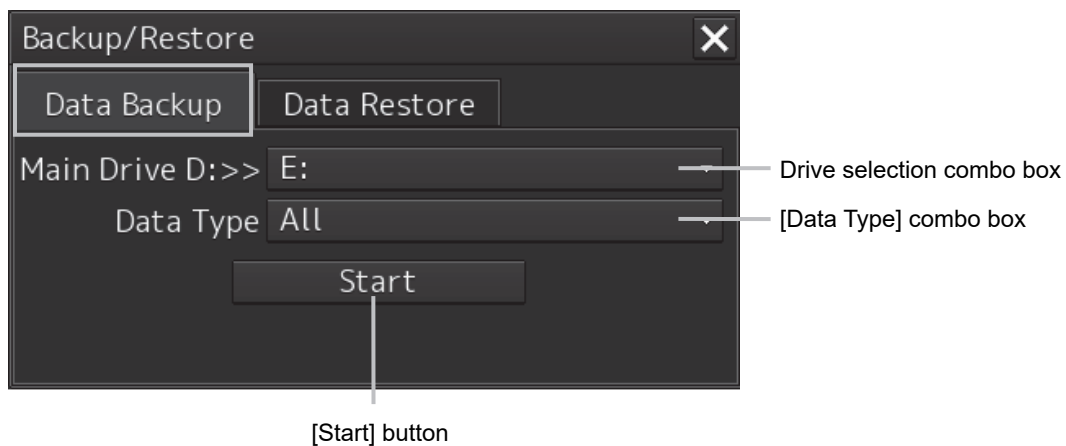 Backup/Restore
Data Backup
Data Restore
Main Drive D:>> E:
Drive selection combo box
Data Type All
[Data Type] combo box
Start
[Start] button